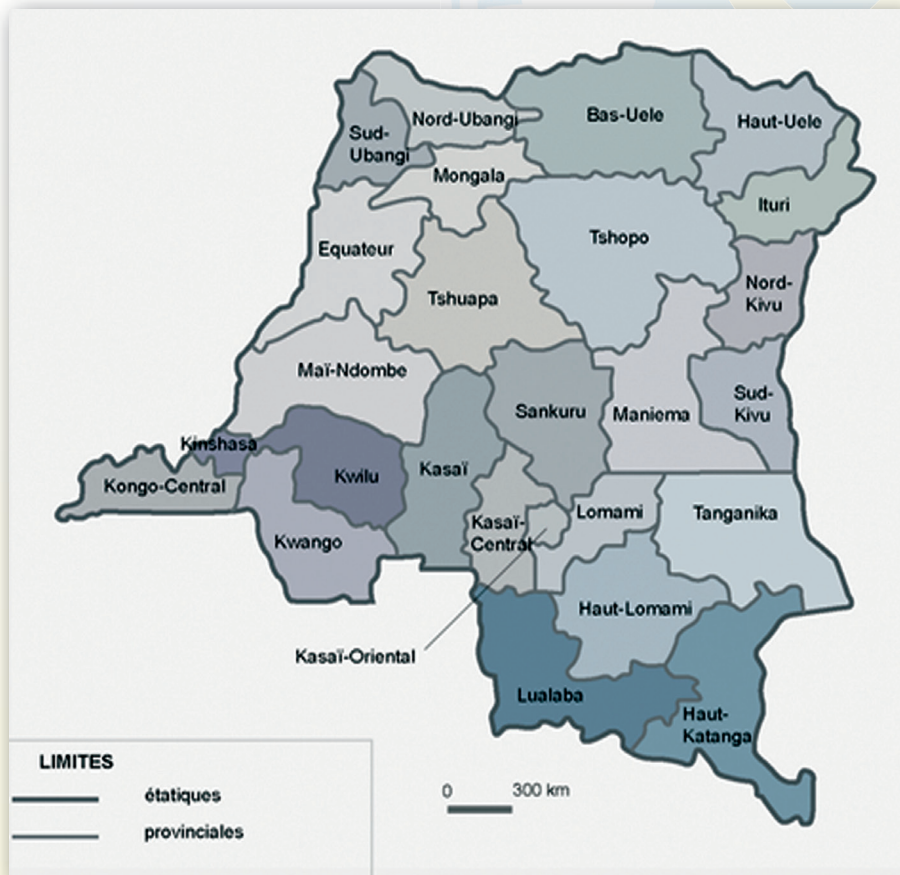 Nord-Ubangi
Bas-Uele
Haut-Uele
Sud-
Ubangi
Mongala
Ituri
Equateur
Tshopo
Tshuapa
Nord-
Kivu
Maï-Ndombe
Sankuru
Maniema
Sud-
Kivu
Kinshasa
Kongo-Central
Kwilu
Kasaï
Kasaï-
Central
Lomami
Tanganika
Kwango
Haut-Lomami
Kasaï-Oriental
Lualaba
Haut-
Katanga
LIMITES
étatiques
provinciales
0
300 km